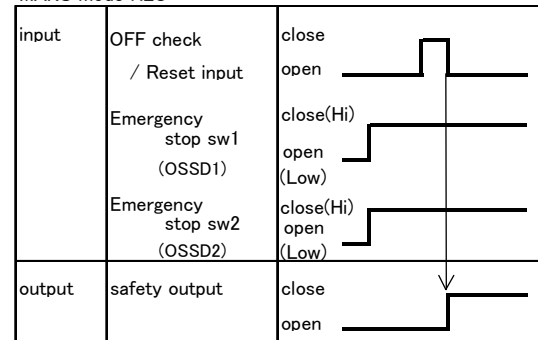 input
OFF check
/ Reset input
close
open
Emergency
stop sw1
(OSSD1)
close(Hi)
open
(Low)
Emergency
stop sw2
(OSSD2)
close(Hi)
open
(Low)
output
safety output
close
open